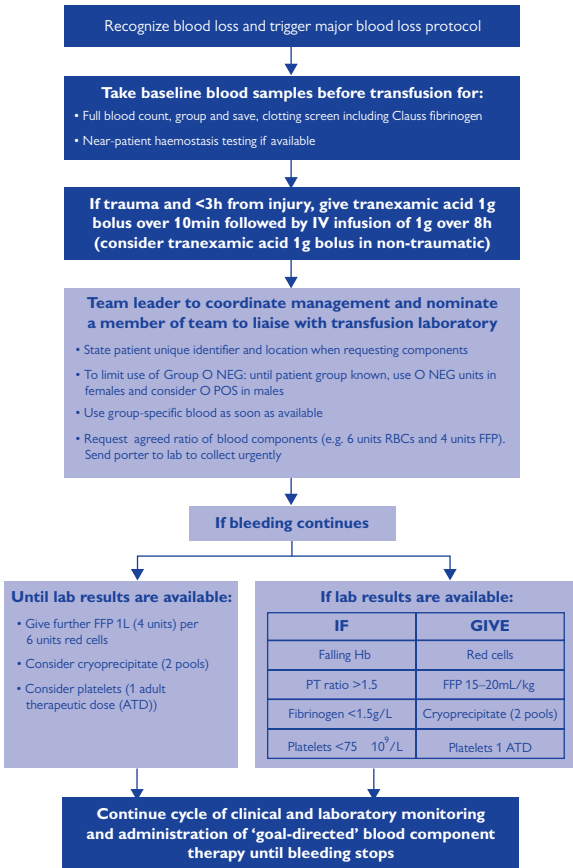 Recognize blood loss and trigger major blood loss protocol
Take baseline blood samples before transfusion for:
• Full blood count, group and save, clotting screen including Clauss fibrinogen
• Near-patient haemostasis testing if available
If trauma and <3h from injury, give tranexamic acid 1g
bolus over 10min followed by IV infusion of 1g over 8h
(consider tranexamic acid 1g bolus in non-traumatic)
Team leader to coordinate management and nominate
a member of team to liaise with transfusion laboratory
• State patient unique identifier and location when requesting components
• To limit use of Group O NEG: until patient group known, use O NEG units in
females and consider O POS in males
• Use group-specific blood as soon as available
• Request agreed ratio of blood components (e.g. 6 units RBCs and 4 units FFP).
Send porter to lab to collect urgently
If bleeding continues
Until lab results are available:
• Give further FFP 1L (4 units) per
6 units red cells
• Consider cryoprecipitate (2 pools)
• Consider platelets (1 adult
therapeutic dose (ATD))
If lab results are available:
IF GIVE
Falling Hb Red cells
PT ratio >1.5 FFP 15–20mL/kg
Fibrinogen <1.5g/L Cryoprecipitate (2 pools)
Platelets <75 10⁹/L Platelets 1 ATD
Continue cycle of clinical and laboratory monitoring
and administration of ‘goal-directed’ blood component
therapy until bleeding stops